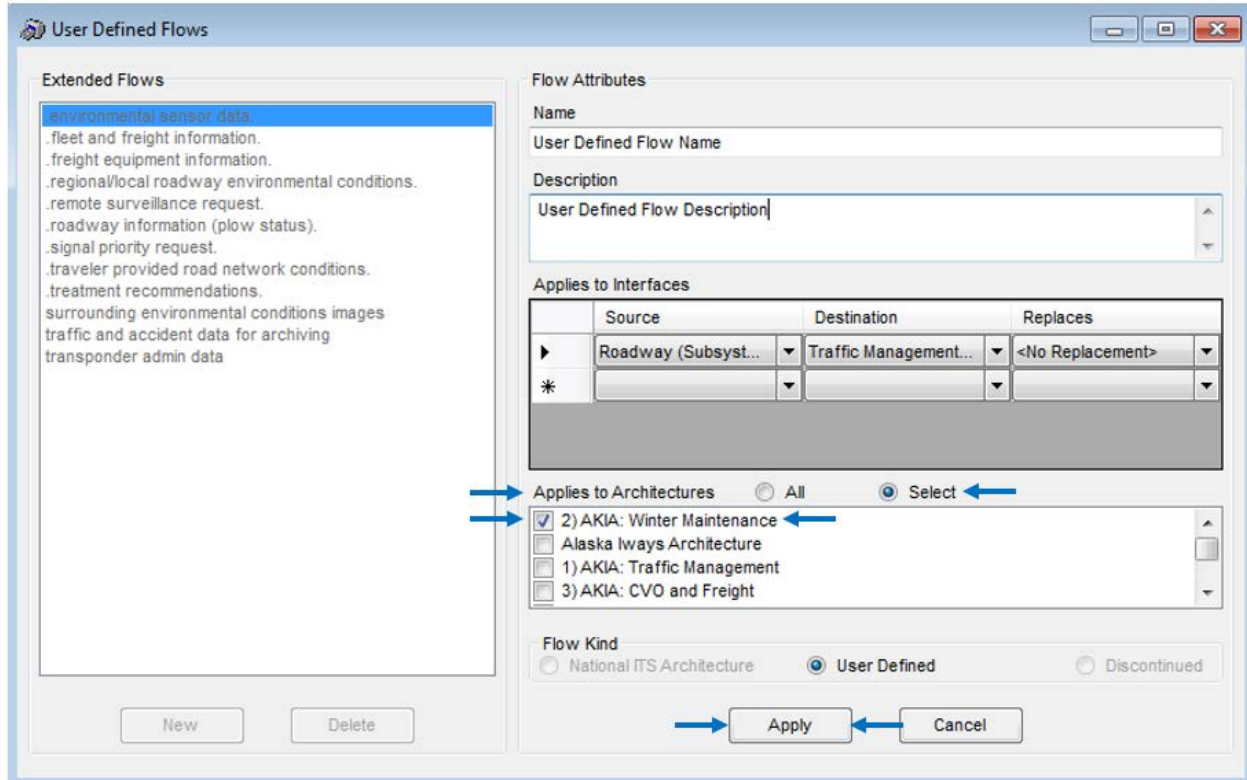 User Defined Flows
Extended Flows
.environmental sensor data.
.fleet and freight information.
.freight equipment information.
.regional/local roadway environmental conditions.
.remote surveillance request.
.roadway information (plow status).
.signal priority request.
.traveler provided road network conditions.
.treatment recommendations.
surrounding environmental conditions images
traffic and accident data for archiving
transponder admin data
New Delete
Flow Attributes
Name
User Defined Flow Name
Description
User Defined Flow Description
Applies to Interfaces
Source Destination Replaces
Roadway (Subsyst... Traffic Management... <No Replacement>
Applies to Architectures All Select
2) AKIA: Winter Maintenance
Alaska Iways Architecture
1) AKIA: Traffic Management
3) AKIA: CVO and Freight
Flow Kind
National ITS Architecture User Defined Discontinued
Apply Cancel